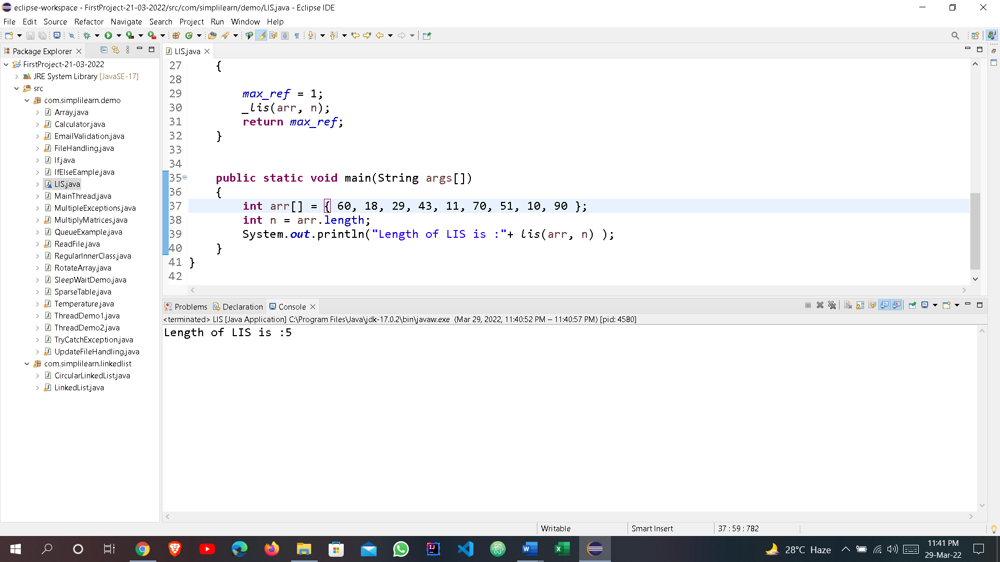 eclipse-workspace - FirstProject-21-03-2022/src/com/simplilearn/demo/LIS.java - Eclipse IDE
File Edit Source Refactor Navigate Search Project Run Window Help
Package Explorer
FirstProject-21-03-2022
JRE System Library [JavaSE-17]
src
com.simplilearn.demo
Array.java
Calculator.java
EmailValidation.java
FileHandling.java
If.java
IfElseEample.java
LIS.java
MainThread.java
MultipleExceptions.java
MultiplyMatrices.java
QueueExample.java
ReadFile.java
RegularInnerClass.java
RotateArray.java
SleepWaitDemo.java
SparseTable.java
Temperature.java
ThreadDemo1.java
ThreadDemo2.java
TryCatchException.java
UpdateFileHandling.java
com.simplilearn.linkedlist
CircularLinkedList.java
LinkedList.java
LIS.java
27 {
28
29 max_ref = 1;
30 _lis(arr, n);
31 return max_ref;
32 }
33
34
35 public static void main(String args[])
36 {
37 int arr[] = { 60, 18, 29, 43, 11, 70, 51, 10, 90 };
38 int n = arr.length;
39 System.out.println("Length of LIS is :"+ lis(arr, n) );
40 }
41 }
42
Problems Declaration Console
<terminated> LIS [Java Application] C:\Program Files\Java\jdk-17.0.2\bin\javaw.exe (Mar 29, 2022, 11:40:52 PM – 11:40:57 PM) [pid: 4580]
Length of LIS is :5
Writable Smart Insert 37 : 59 : 782
28°C Haze
11:41 PM
29-Mar-22